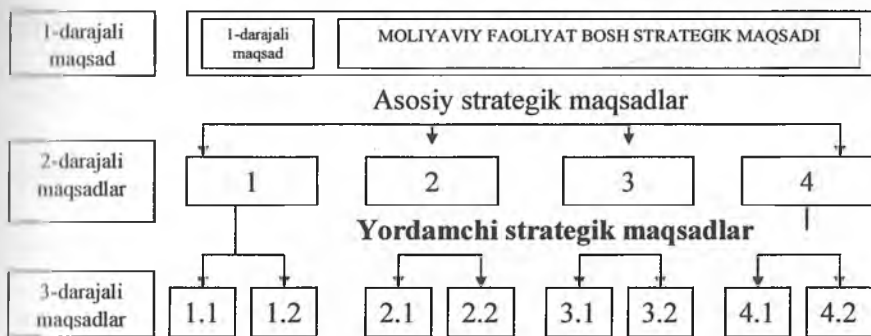 1-darajali
maqsad
1-darajali
maqsad
MOLIYAVIY FAOLIYAT BOSH STRATEGIK MAQSADI
Asosiy strategik maqsadlar
2-darajali
maqsadlar
1
2
3
4
Yordamchi strategik maqsadlar
3-darajali
maqsadlar
1.1
1.2
2.1
2.2
3.1
3.2
4.1
4.2